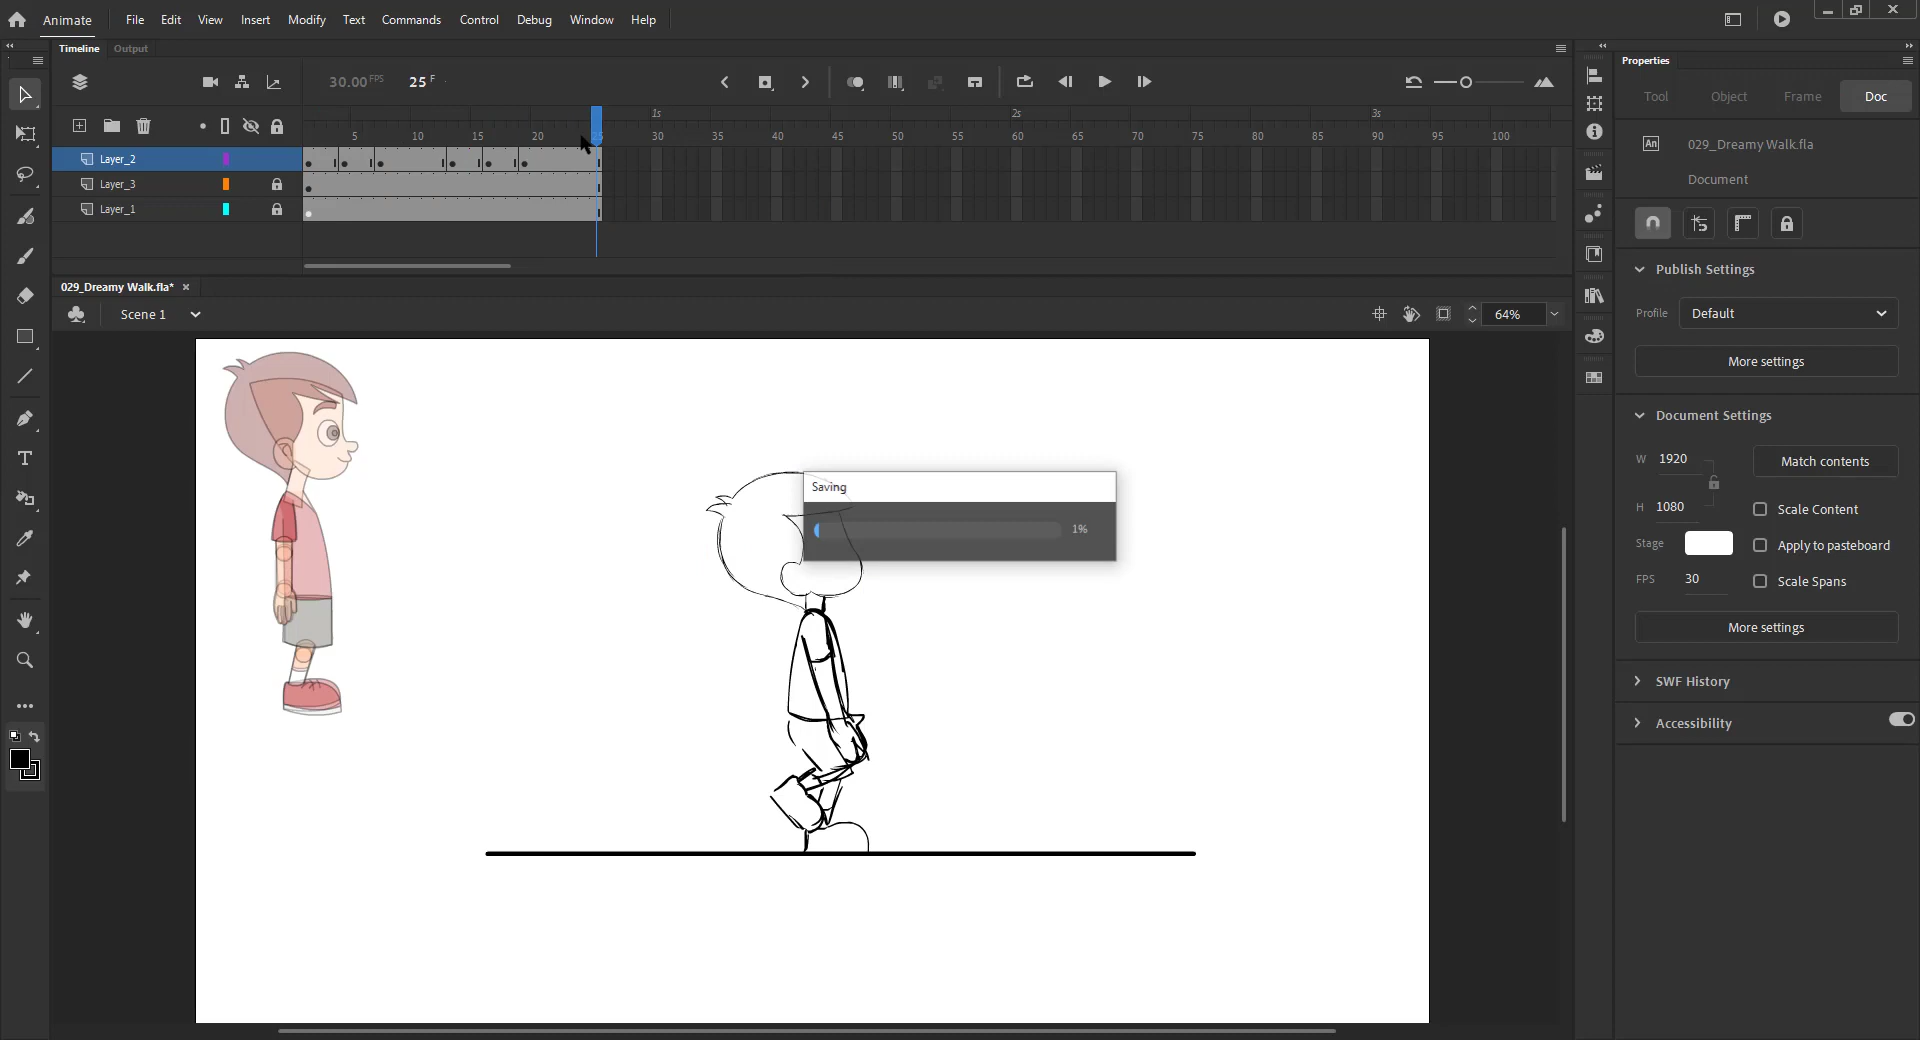 Animate File Edit View Insert Modify Text Commands Control Debug Window Help
Timeline Output
Properties
30.00 FPS 25 F
Tool Object Frame Doc
1s 2s 3s
5 10 15 20 25 30 35 40 45 50 55 60 65 70 75 80 85 90 95 100
Layer_2
Layer_3
Layer_1
An 029_Dreamy Walk.fla
Document
Publish Settings
Profile Default
More settings
029_Dreamy Walk.fla*
Scene 1
64%
Document Settings
W 1920 Match contents
H 1080 Scale Content
Stage Apply to pasteboard
FPS 30 Scale Spans
More settings
SWF History
Accessibility
Saving
1%
T